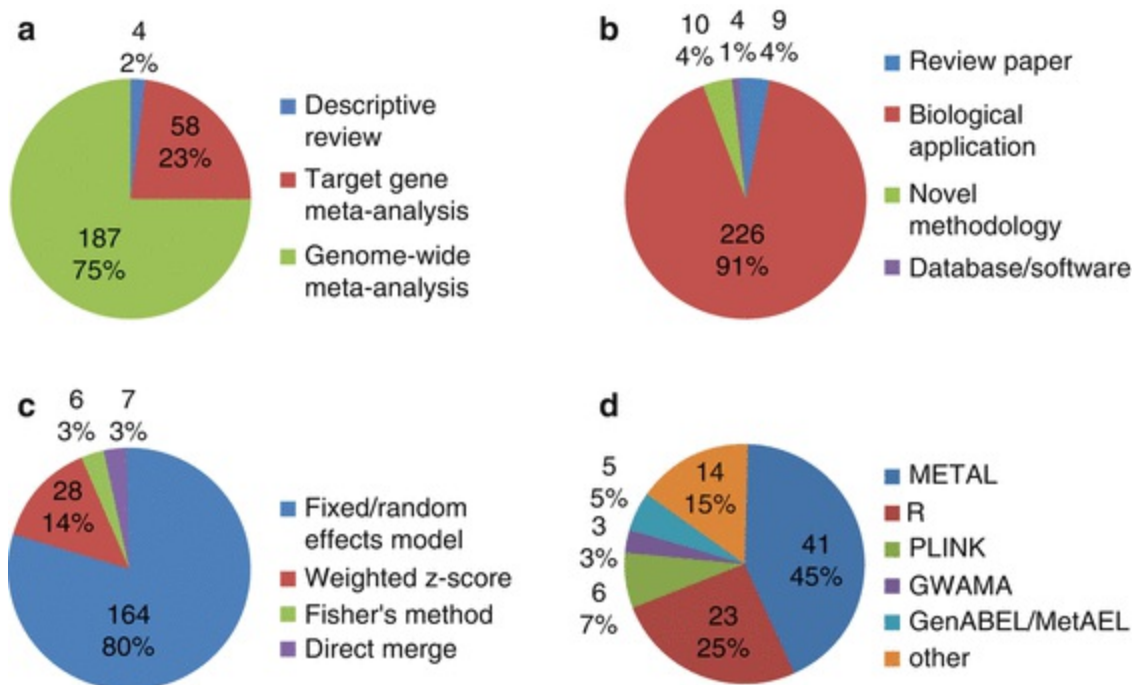 a
4
2%
58
23%
187
75%
Descriptive
review
Target gene
meta-analysis
Genome-wide
meta-analysis
b
10
4%
4
1%
9
4%
226
91%
Review paper
Biological
application
Novel
methodology
Database/software
c
6
3%
7
3%
28
14%
164
80%
Fixed/random
effects model
Weighted z-score
Fisher's method
Direct merge
d
5
5%
3
3%
6
7%
14
15%
41
45%
23
25%
METAL
R
PLINK
GWAMA
GenABEL/MetAEL
other